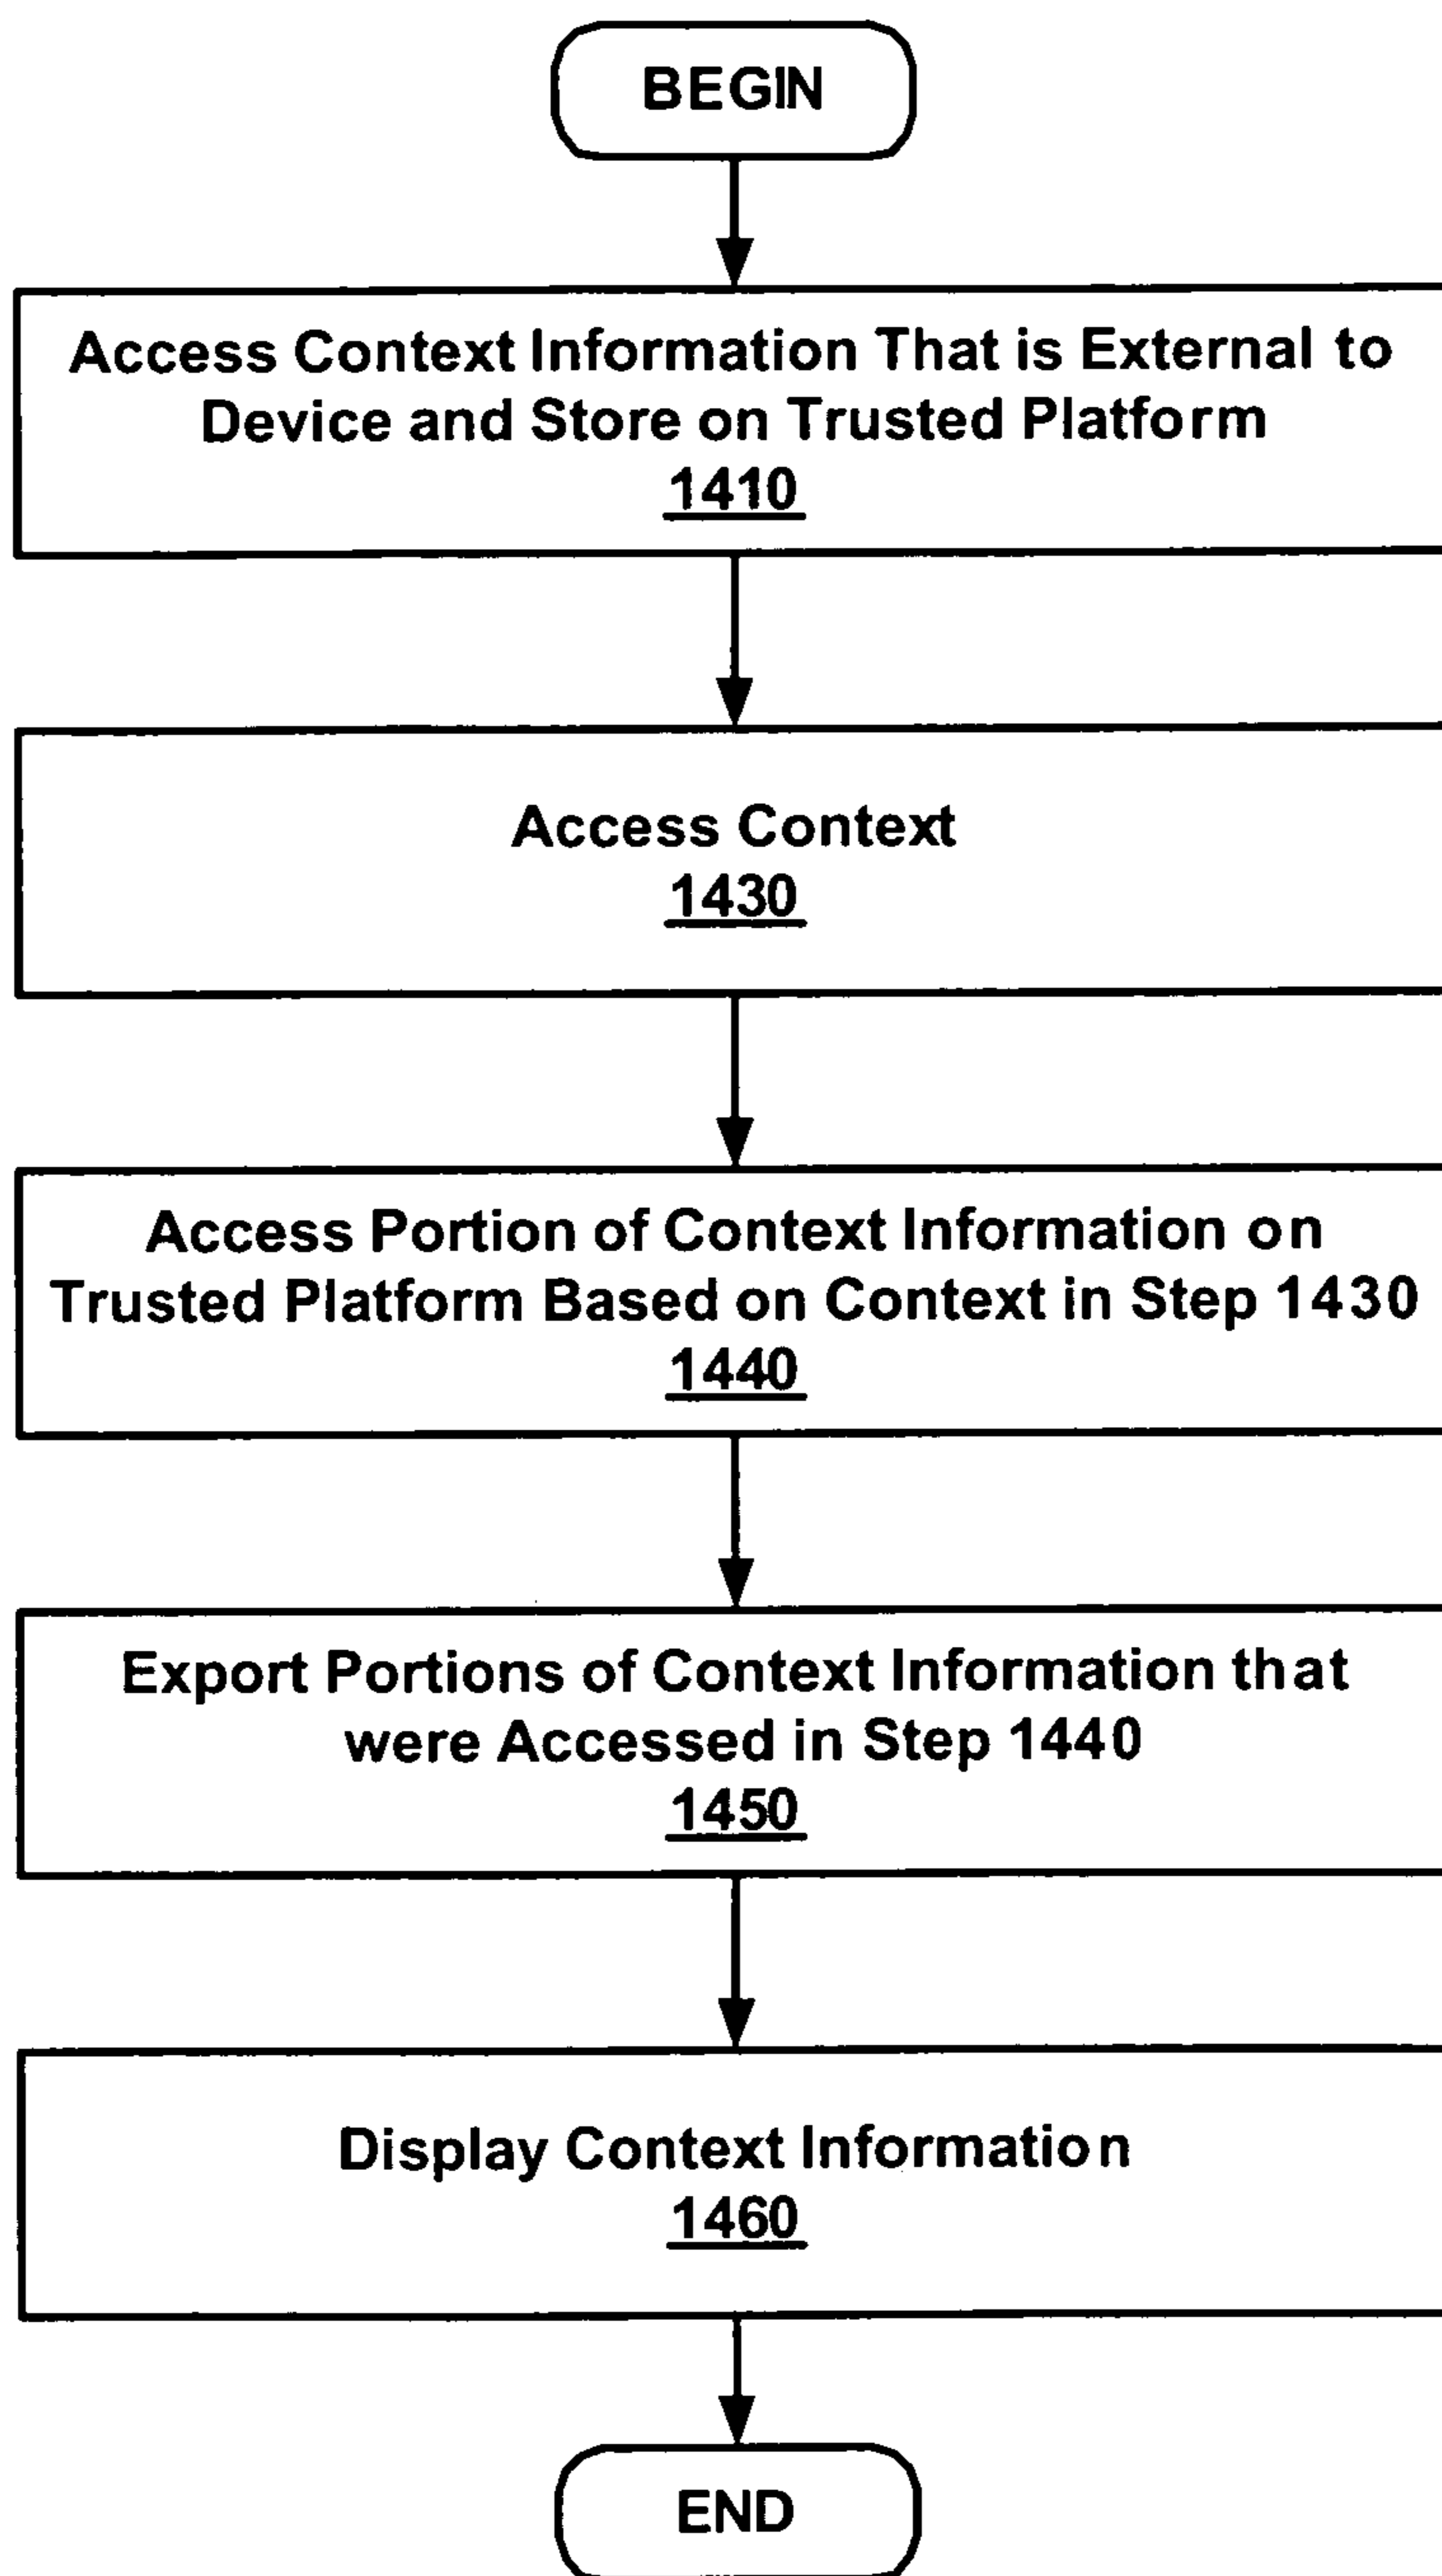 BEGIN
Access Context Information That is External to
Device and Store on Trusted Platform
1410
Access Context
1430
Access Portion of Context Information on
Trusted Platform Based on Context in Step 1430
1440
Export Portions of Context Information that
were Accessed in Step 1440
1450
Display Context Information
1460
END